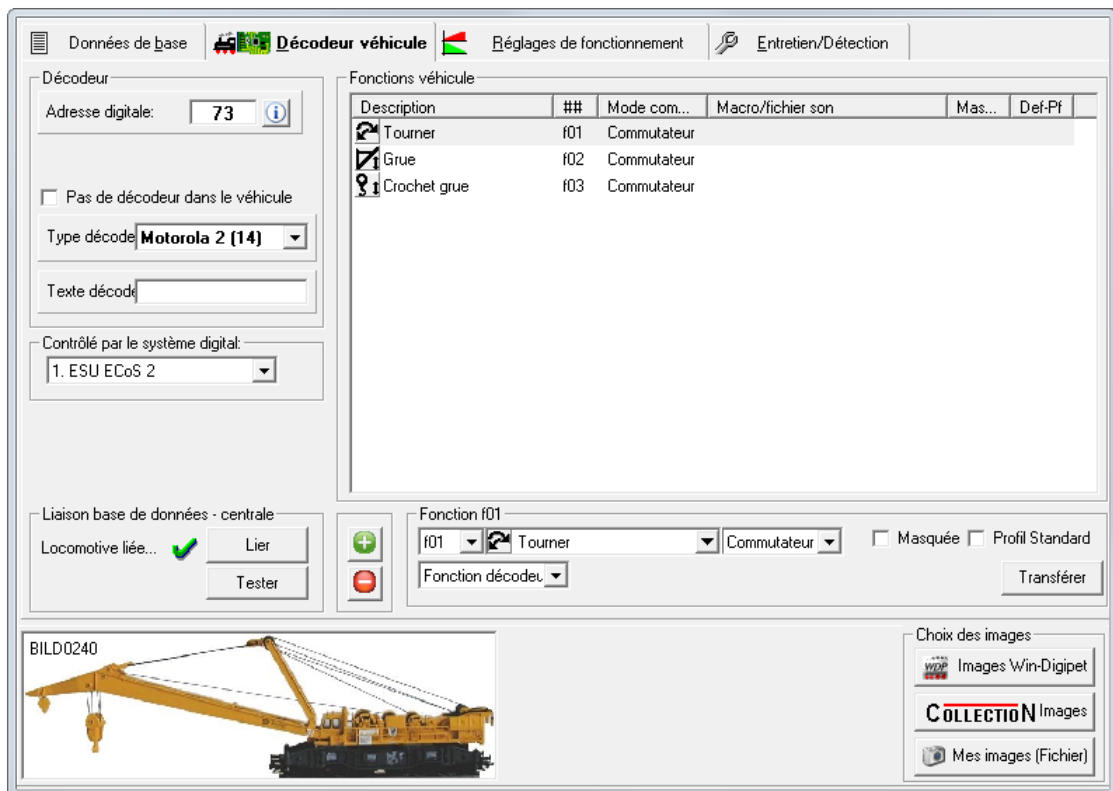 Données de base
Décodeur véhicule
Réglages de fonctionnement
Entretien/Détection
Décodeur
Adresse digitale: 73
Pas de décodeur dans le véhicule
Type décode Motorola 2 (14)
Texte décode
Contrôlé par le système digital:
1. ESU ECoS 2
Fonctions véhicule
Description ## Mode com... Macro/fichier son Mas... Def-Pf
Tourner f01 Commutateur
Grue f02 Commutateur
Crochet grue f03 Commutateur
Liaison base de données - centrale
Locomotive liée... Lier
Tester
Fonction f01
f01 Tourner Commutateur Masquée Profil Standard
Fonction décodeu Transférer
BILD0240
Choix des images
WDP Images Win-Digipet
COLLECTION Images
Mes images (Fichier)